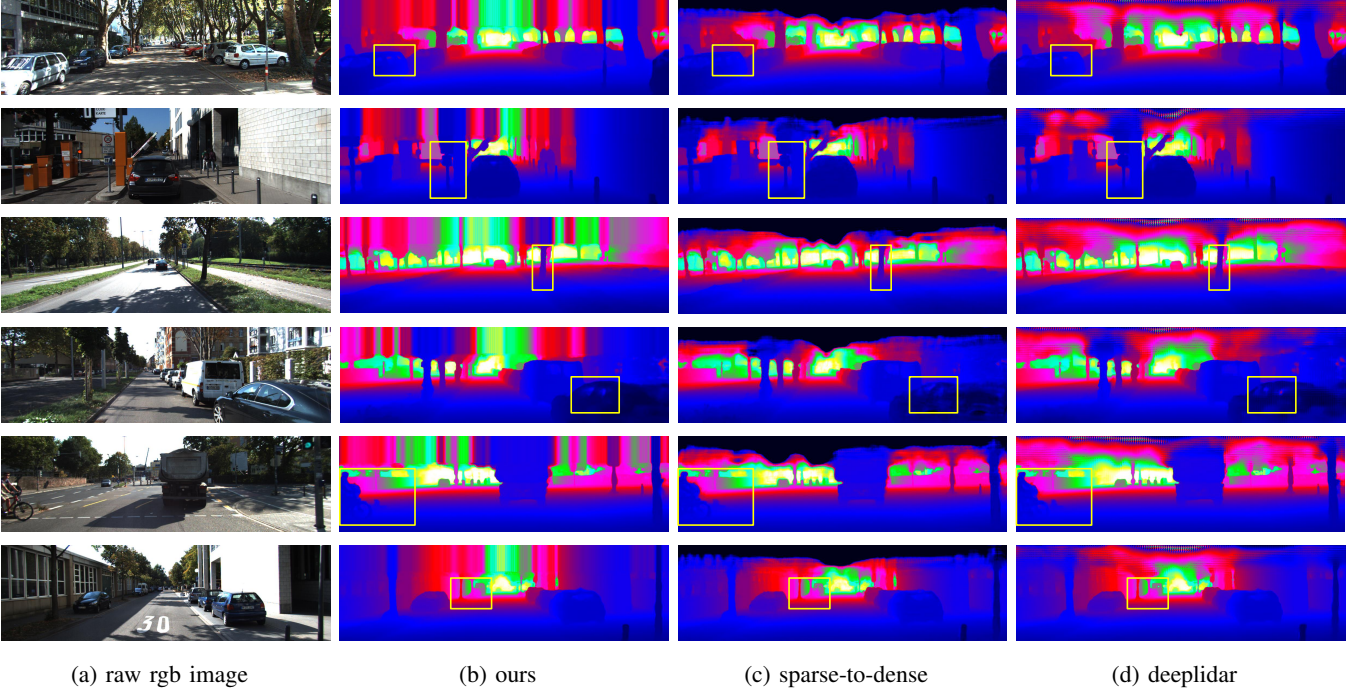 30
(a) raw rgb image
(b) ours
(c) sparse-to-dense
(d) deeplidar